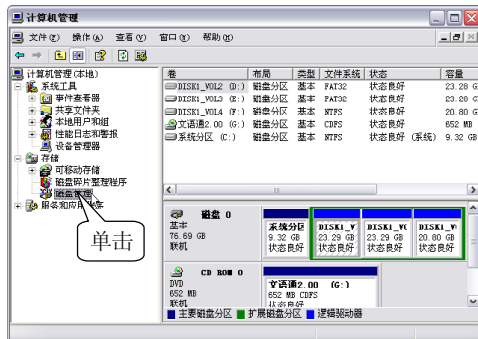 计算机管理
文件(F) 操作(A) 查看(V) 窗口(O) 帮助(H)
计算机管理(本地)
系统工具
事件查看器
共享文件夹
本地用户和组
性能日志和警报
设备管理器
存储
可移动存储
磁盘碎片整理程序
磁盘管理
服务和应用程序
单击
卷 布局 类型 文件系统 状态 容量
DISK1_VOL2 (D:) 磁盘分区 基本 FAT32 状态良好 23.28 G
DISK1_VOL3 (E:) 磁盘分区 基本 FAT32 状态良好 23.28 G
DISK1_VOL4 (F:) 磁盘分区 基本 NTFS 状态良好 20.80 G
文语通2.00 (G:) 磁盘分区 基本 CDFS 状态良好 652 MB
系统分区 (C:) 磁盘分区 基本 NTFS 状态良好 (系统) 9.32 GB
磁盘 0
基本
76.69 GB
联机
系统分区
9.32 GB
状态良好
DISK1_V
23.29 GB
状态良好
DISK1_V(
23.29 GB
状态良好
DISK1_V(
20.80 GB
状态良好
CD ROM 0
DVD
652 MB
联机
文语通2.00 (G:)
652 MB CDFS
状态良好
主要磁盘分区 扩展磁盘分区 逻辑驱动器